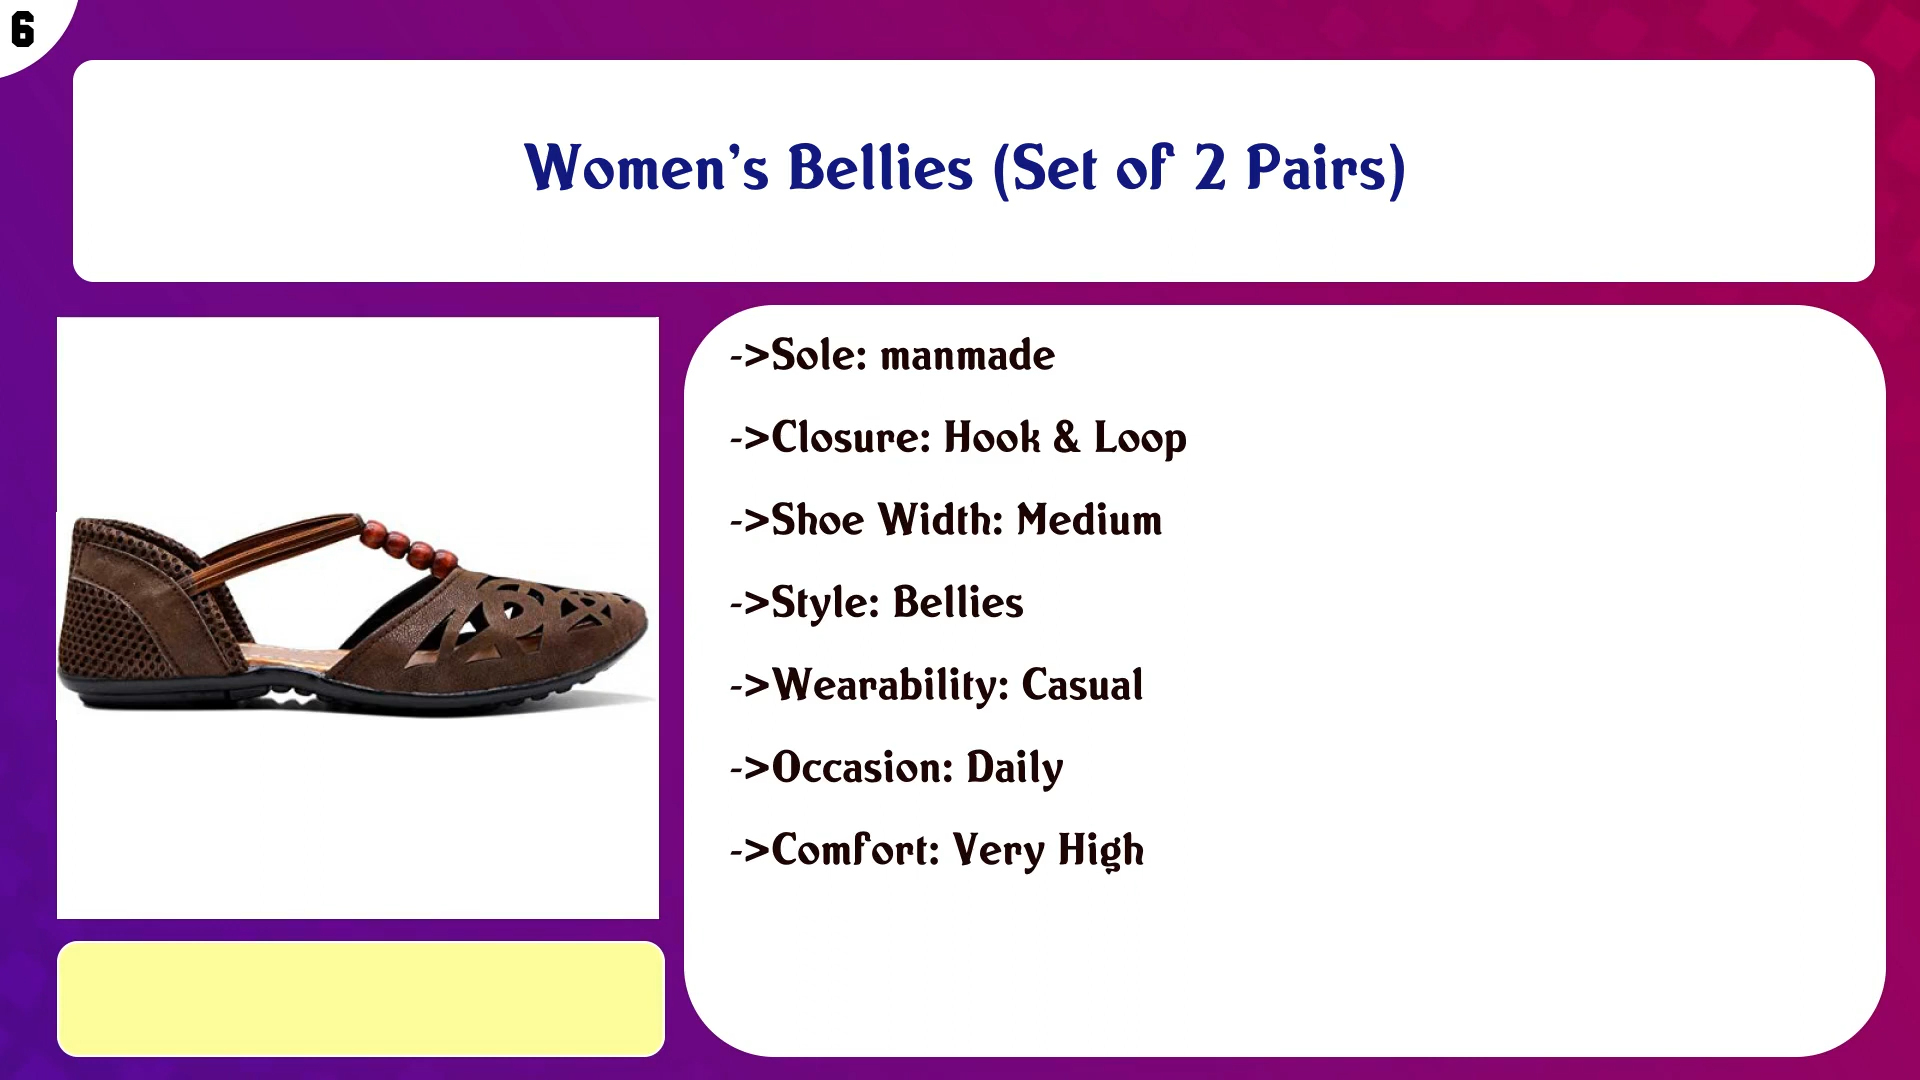 6
Women's Bellies (Set of 2 Pairs)
->Sole: manmade
->Closure: Hook & Loop
->Shoe Width: Medium
->Style: Bellies
->Wearability: Casual
->Occasion: Daily
->Comfort: Very High